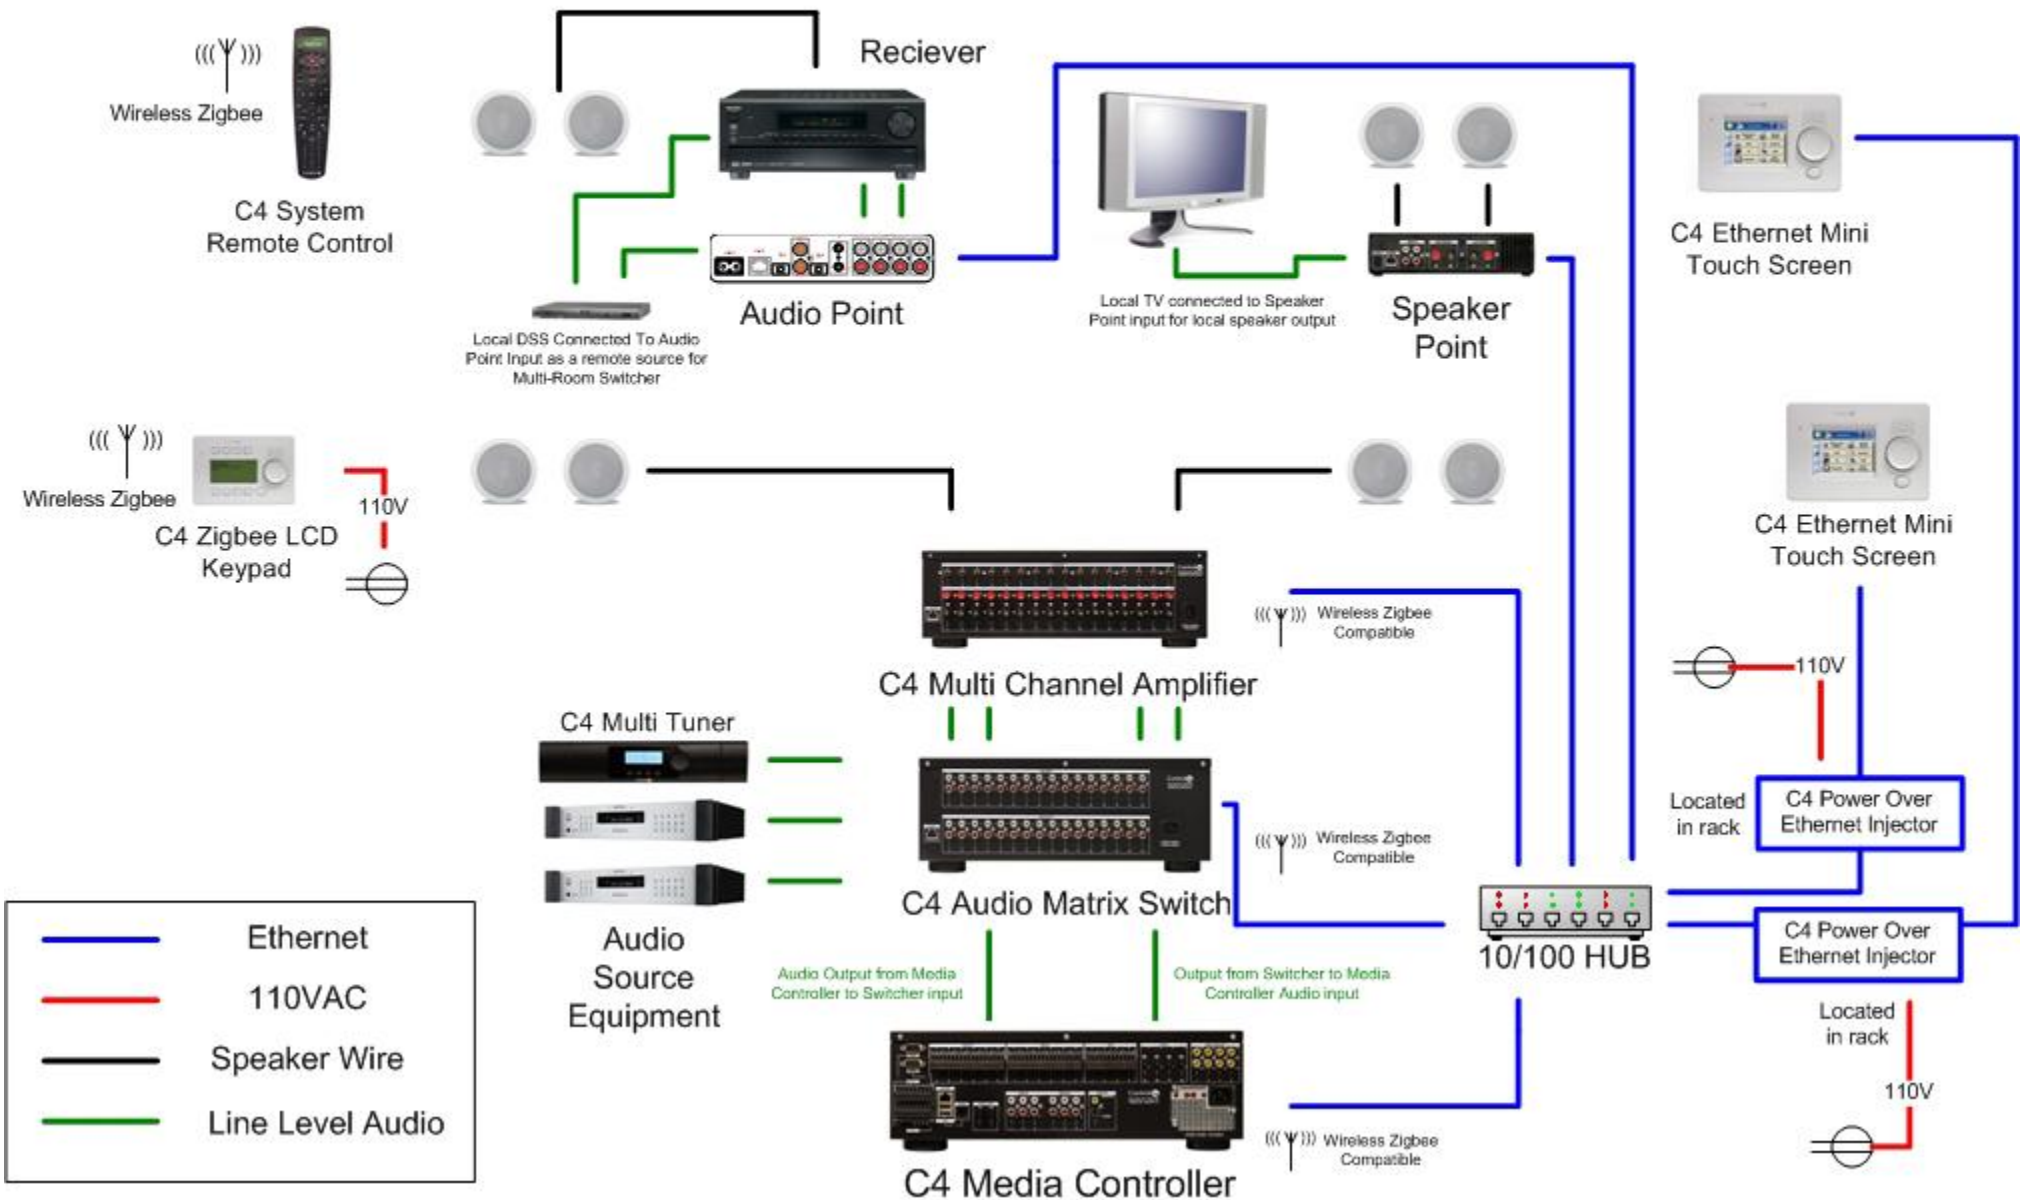 Wireless Zigbee
C4 System
Remote Control
Reciever
Audio Point
Local DSS Connected To Audio
Point Input as a remote source for
Multi-Room Switcher
Local TV connected to Speaker
Point input for local speaker output
Speaker
Point
C4 Ethernet Mini
Touch Screen
Wireless Zigbee
C4 Zigbee LCD
Keypad
110V
C4 Ethernet Mini
Touch Screen
Wireless Zigbee
Compatible
C4 Multi Channel Amplifier
110V
C4 Multi Tuner
Located
in rack
C4 Power Over
Ethernet Injector
Wireless Zigbee
Compatible
C4 Audio Matrix Switch
Audio
Source
Equipment
10/100 HUB
C4 Power Over
Ethernet Injector
Audio Output from Media
Controller to Switcher input
Output from Switcher to Media
Controller Audio input
Located
in rack
110V
Wireless Zigbee
Compatible
C4 Media Controller
Ethernet
110VAC
Speaker Wire
Line Level Audio